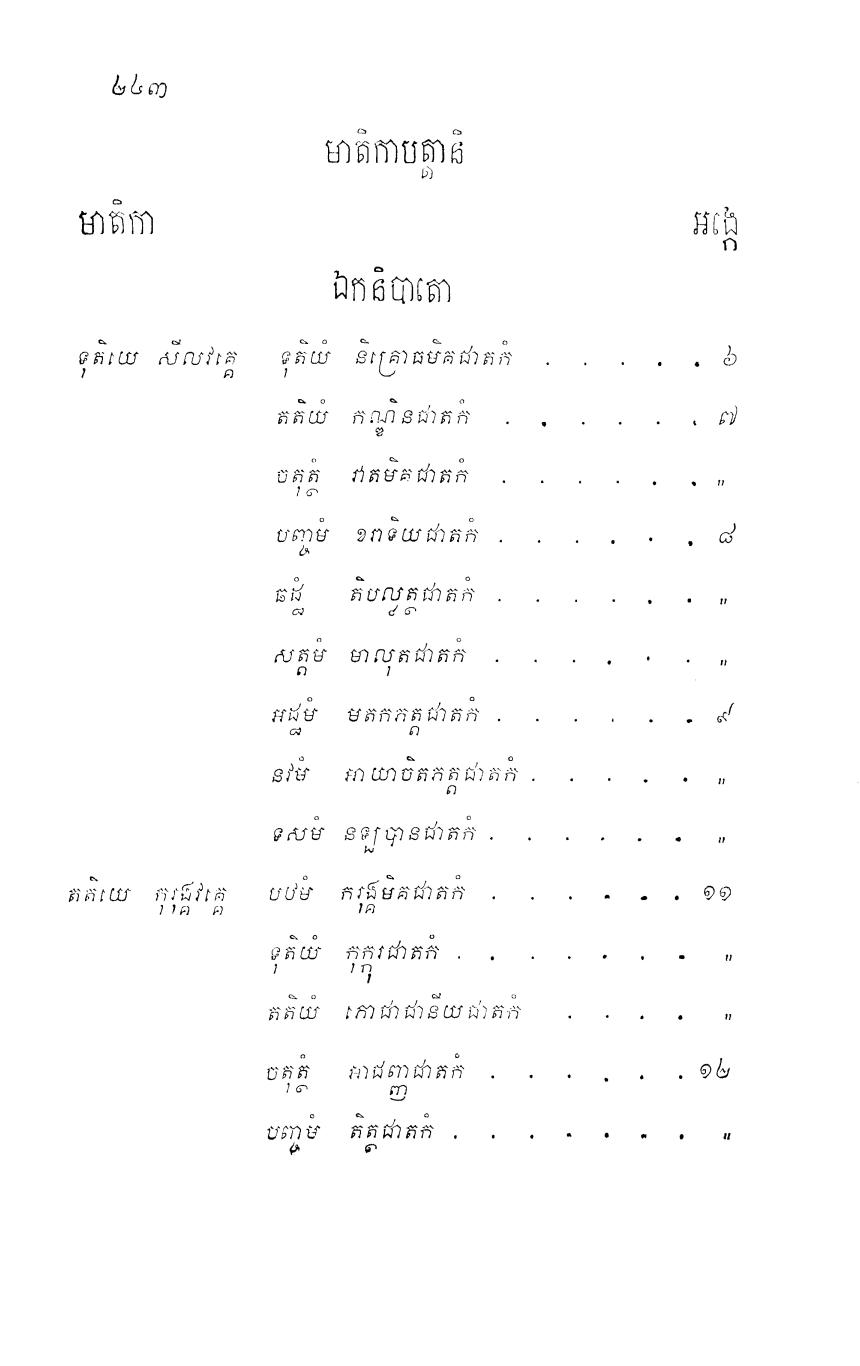 ២៤៣
មាតិកាបត្តានិ
មាតិកា អង្កេ
ឯកនិបាតោ
ទុតិយេ សីលវគ្គេ ទុតិយំ និគ្រោធមិគជាតកំ . . . . . ៦
តតិយំ កណ្ឌិនជាតកំ . . . . . . ៧
ចតុត្ថំ វាតមិគជាតកំ . . . . . . "
បញ្ចមំ ខរាទិយជាតកំ . . . . . . ៨
ឆដ្ឋំ តិបល្លត្ថជាតកំ . . . . . . "
សត្តមំ មាលុតជាតកំ . . . . . . "
អដ្ឋមំ មតកភត្តជាតកំ . . . . . . ៩
នវមំ អាយាចិតភត្តជាតកំ . . . . . "
ទសមំ នឡបានជាតកំ . . . . . . "
តតិយេ កុរុង្គវគ្គេ បឋមំ ករុង្គមិគជាតកំ . . . . . . ១១
ទុតិយំ កុក្កុរជាតកំ . . . . . . . "
តតិយំ ភោជាជានីយជាតកំ . . . . "
ចតុត្ថំ អាជញ្ញជាតកំ . . . . . . ១២
បញ្ចមំ តិត្ថជាតកំ . . . . . . . "